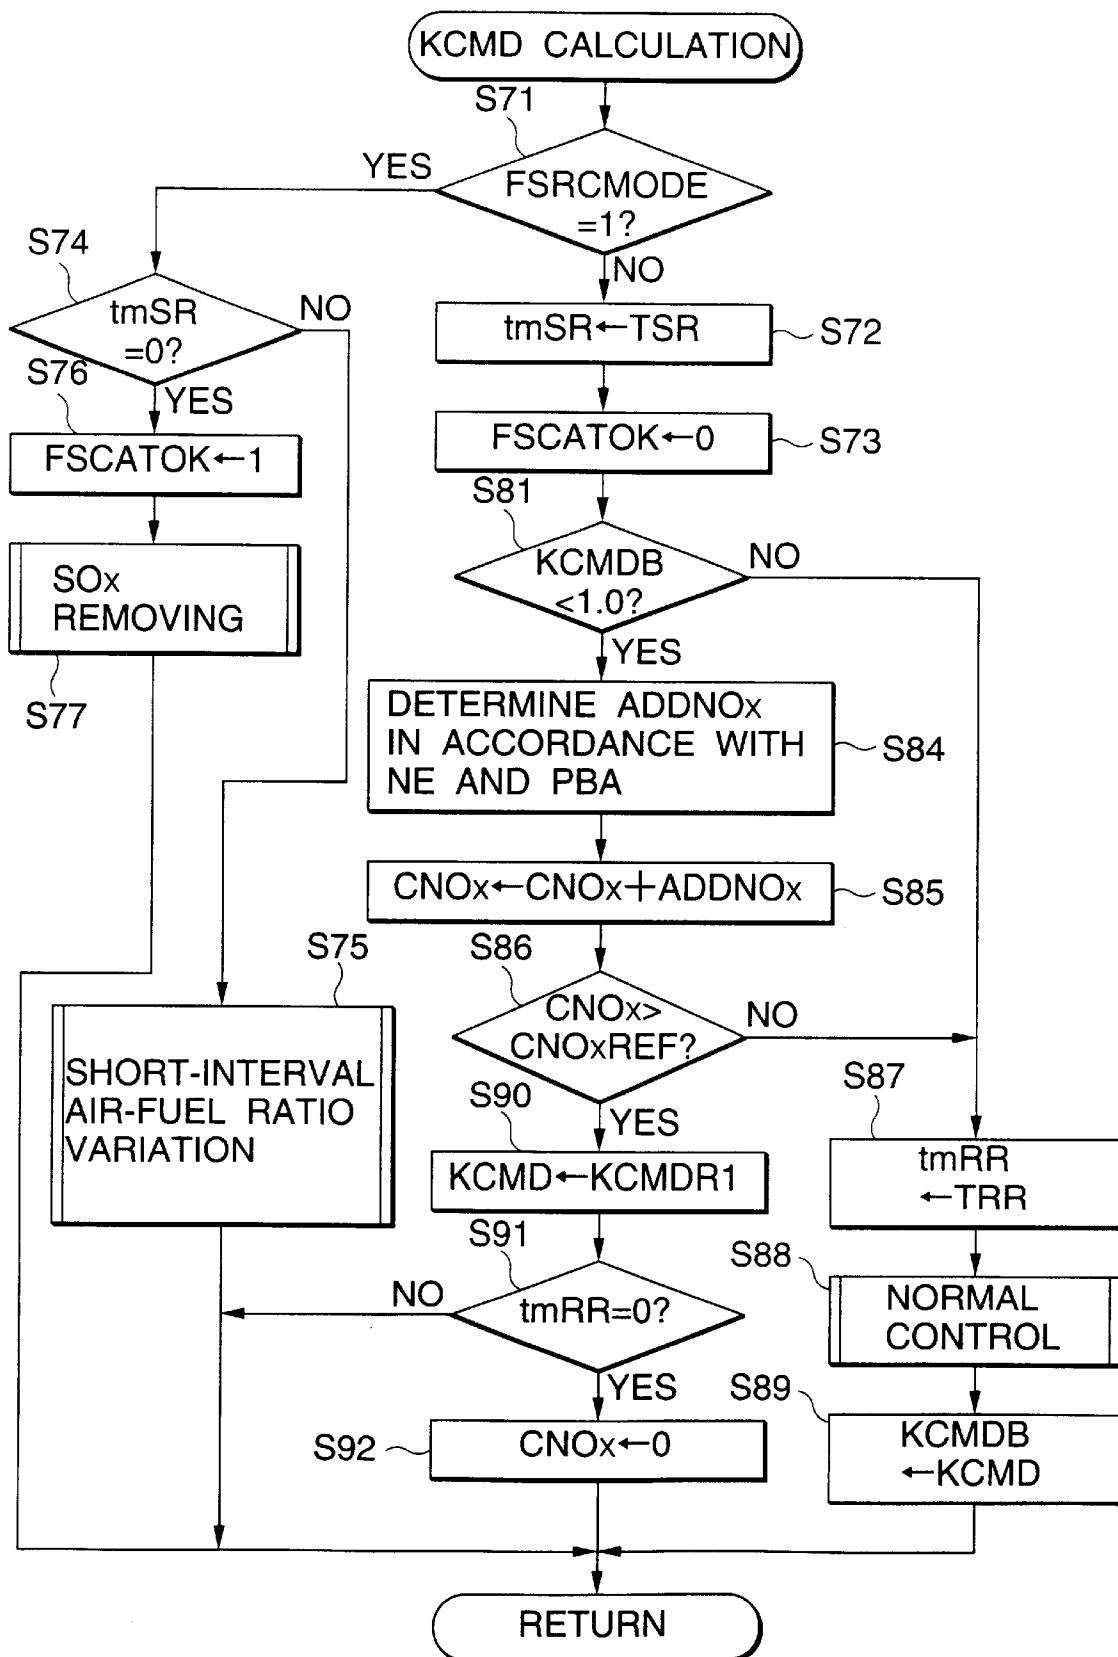 KCMD CALCULATION
S71
YES
FSRCMODE
=1?
NO
S74
tmSR
=0?
NO
YES
tmSR←TSR
S72
S76
FSCATOK←1
FSCATOK←0
S73
S81
KCMDB
<1.0?
NO
YES
SOx
REMOVING
S77
DETERMINE ADDNOx
IN ACCORDANCE WITH
NE AND PBA
S84
CNOx←CNOx+ADDNOx
S85
S86
CNOx>
CNOxREF?
NO
YES
S75
SHORT-INTERVAL
AIR-FUEL RATIO
VARIATION
S90
KCMD←KCMDR1
S87
tmRR
←TRR
S91
tmRR=0?
NO
YES
S88
NORMAL
CONTROL
S92
CNOx←0
S89
KCMDB
←KCMD
RETURN